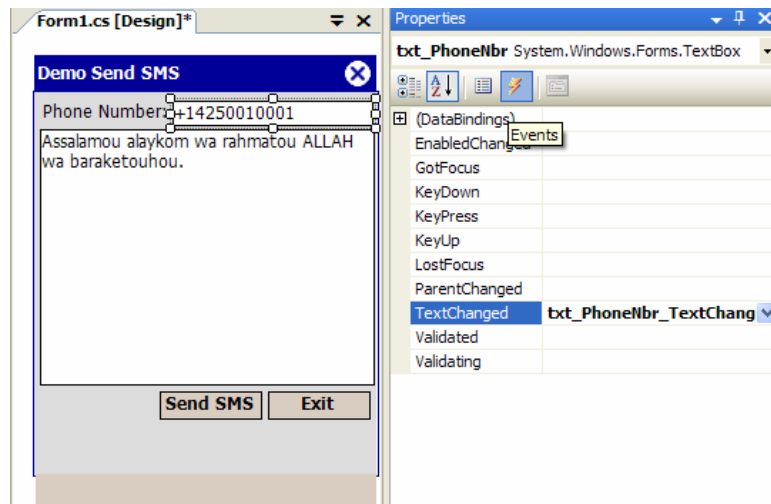 Form1.cs [Design]*
Demo Send SMS
Phone Number:
+14250010001
Assalamou alaykom wa rahmatou ALLAH
wa baraketouhou.
Send SMS
Exit
Properties
txt_PhoneNbr System.Windows.Forms.TextBox
(DataBindings)
Events
EnabledChanged
GotFocus
KeyDown
KeyPress
KeyUp
LostFocus
ParentChanged
TextChanged txt_PhoneNbr_TextChang
Validated
Validating